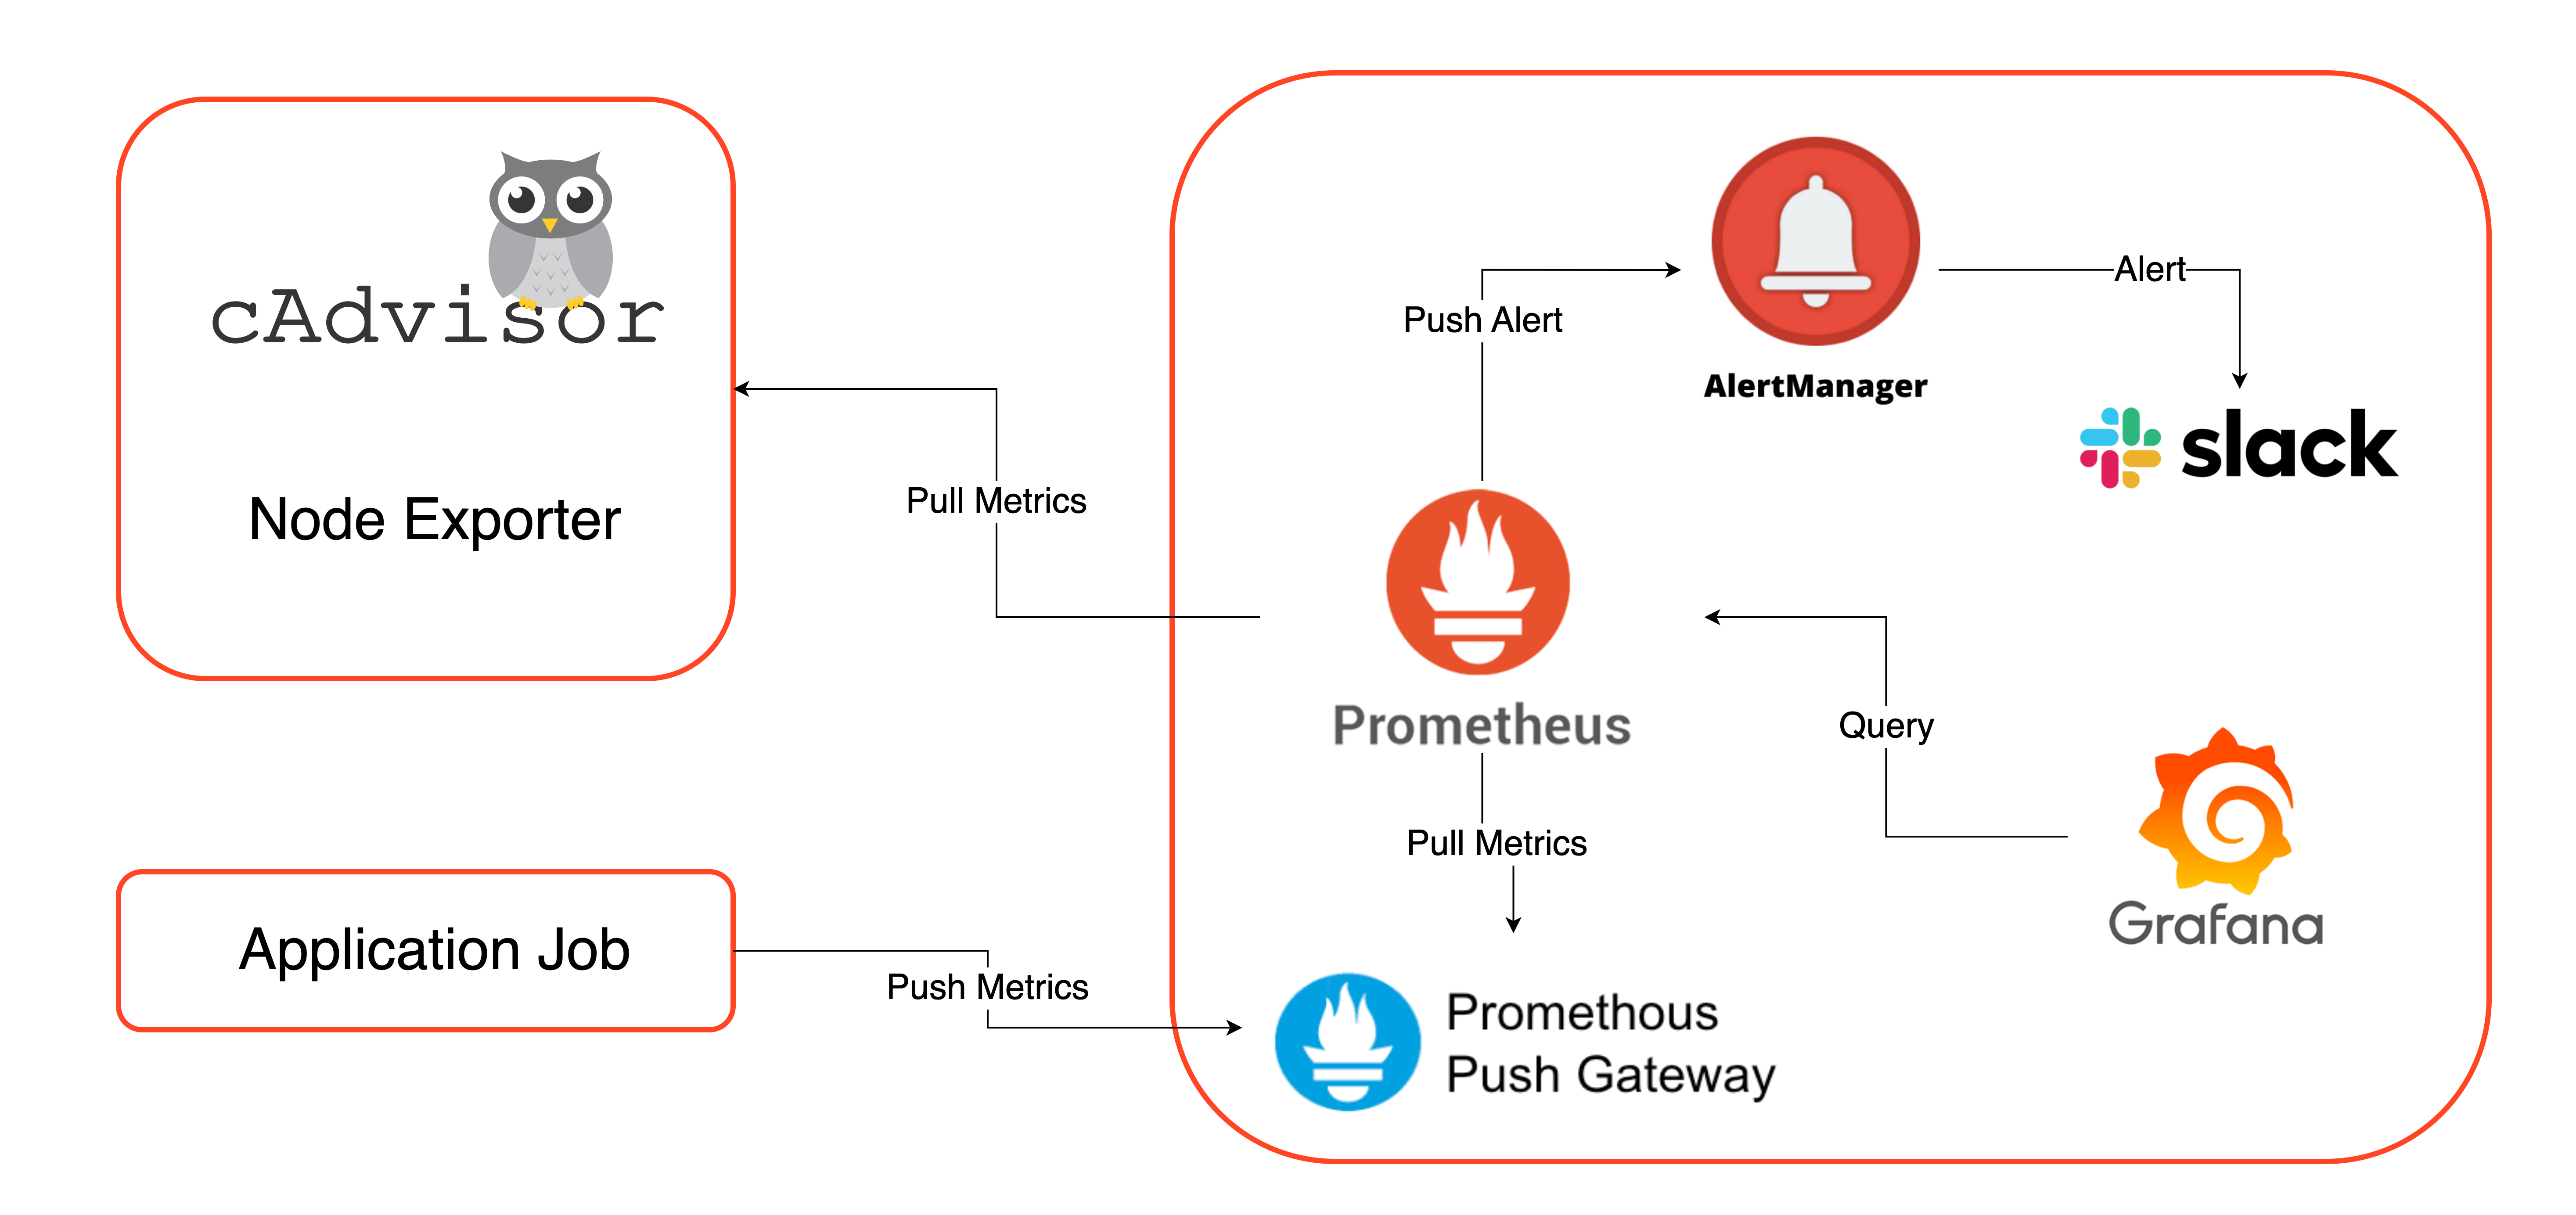 cAdvisor
Node Exporter
Pull Metrics
Application Job
Push Metrics
Push Alert
AlertManager
Alert
slack
Prometheus
Query
Pull Metrics
Grafana
Promethous
Push Gateway